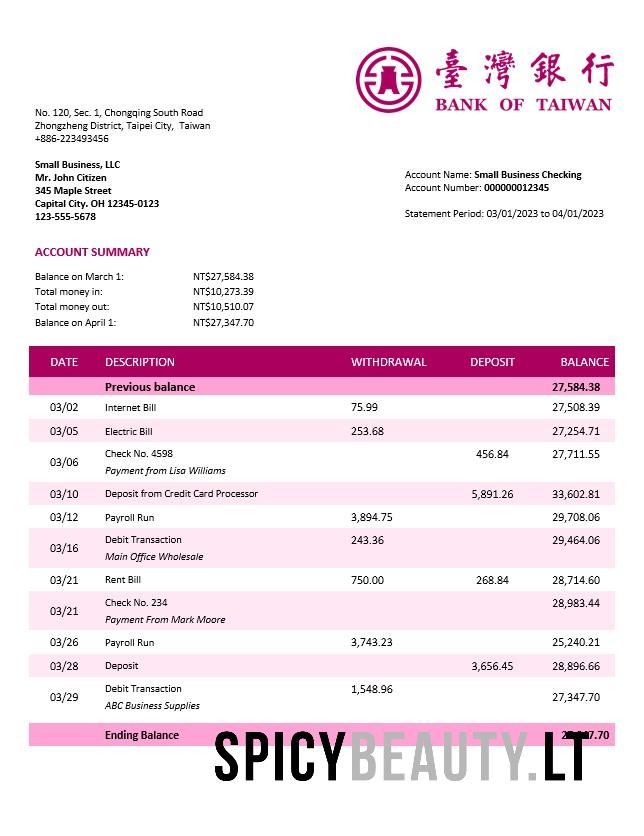 臺灣銀行
BANK OF TAIWAN
No. 120, Sec. 1, Chongqing South Road
Zhongzheng District, Taipei City, Taiwan
+886-223493456
Small Business, LLC
Mr. John Citizen
345 Maple Street
Capital City. OH 12345-0123
123-555-5678
Account Name: Small Business Checking
Account Number: 000000012345
Statement Period: 03/01/2023 to 04/01/2023
ACCOUNT SUMMARY
Balance on March 1: NT$27,584.38
Total money in: NT$10,273.39
Total money out: NT$10,510.07
Balance on April 1: NT$27,347.70
DATE DESCRIPTION WITHDRAWAL DEPOSIT BALANCE
Previous balance 27,584.38
03/02 Internet Bill 75.99 27,508.39
03/05 Electric Bill 253.68 27,254.71
03/06 Check No. 4598 456.84 27,711.55
Payment from Lisa Williams
03/10 Deposit from Credit Card Processor 5,891.26 33,602.81
03/12 Payroll Run 3,894.75 29,708.06
03/16 Debit Transaction 243.36 29,464.06
Main Office Wholesale
03/21 Rent Bill 750.00 268.84 28,714.60
03/21 Check No. 234 28,983.44
Payment From Mark Moore
03/26 Payroll Run 3,743.23 25,240.21
03/28 Deposit 3,656.45 28,896.66
03/29 Debit Transaction 1,548.96 27,347.70
ABC Business Supplies
Ending Balance
SPICYBEAUTY.LT